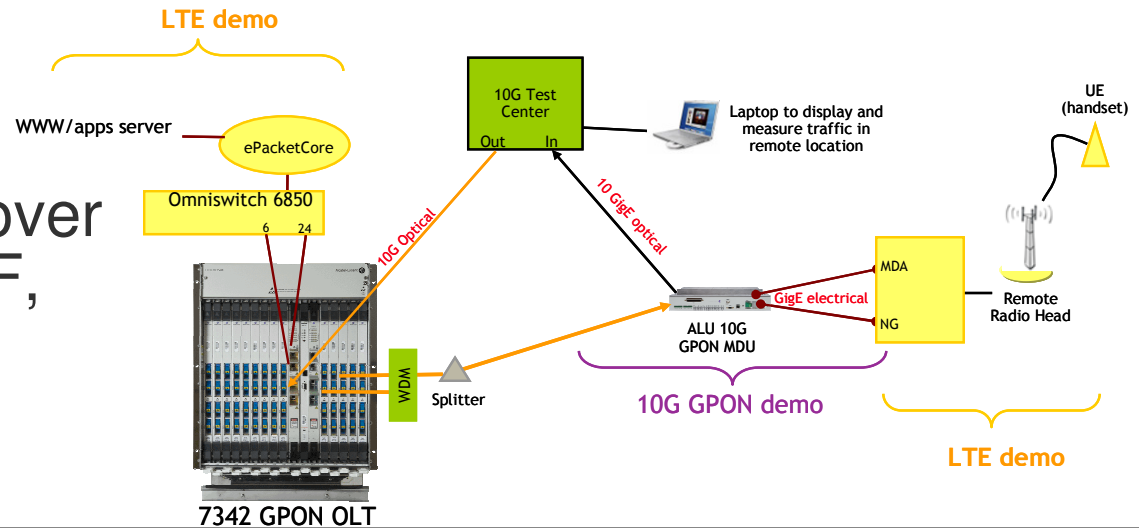 LTE demo
WWW/apps server
ePacketCore
Omniswitch 6850
6 24
over
F,
10G Test
Center
Out In
Laptop to display and
measure traffic in
remote location
UE
(handset)
10G Optical
10 GigE optical
MDA
GigE electrical
NG
Remote
Radio Head
ALU 10G
GPON MDU
WDM
Splitter
10G GPON demo
LTE demo
7342 GPON OLT